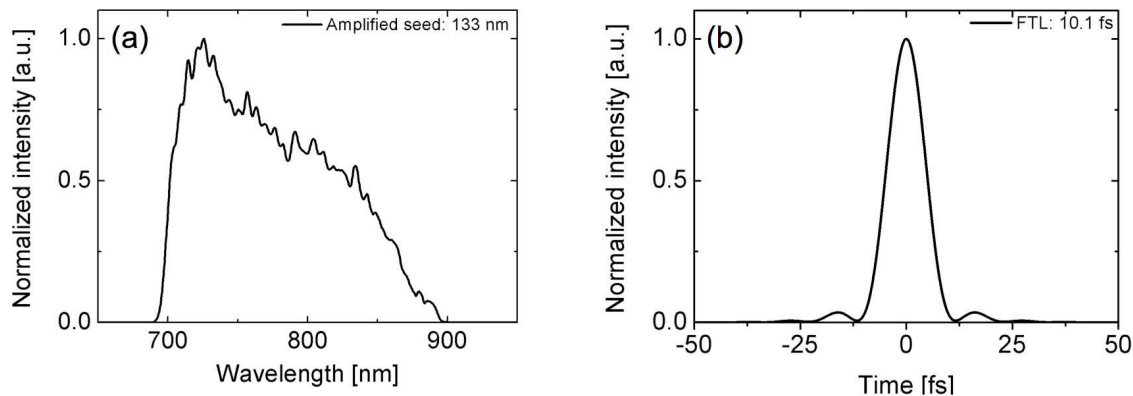 (a)
Amplified seed: 133 nm
Normalized intensity [a.u.]
1.0
0.5
0.0
700
800
900
Wavelength [nm]
(b)
FTL: 10.1 fs
Normalized intensity [a.u.]
1.0
0.5
0.0
-50
-25
0
25
50
Time [fs]